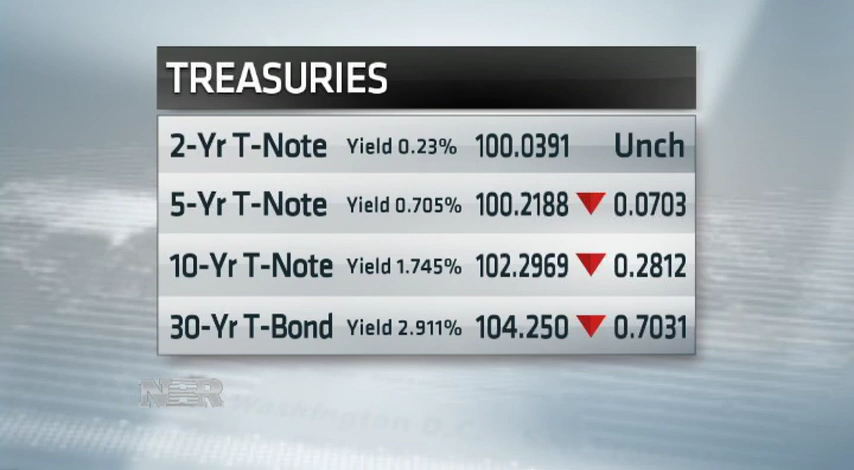 TREASURIES
2-Yr T-Note Yield 0.23% 100.0391 Unch
5-Yr T-Note Yield 0.705% 100.2188 0.0703
10-Yr T-Note Yield 1.745% 102.2969 0.2812
30-Yr T-Bond Yield 2.911% 104.250 0.7031
NBR
Washington D.C.